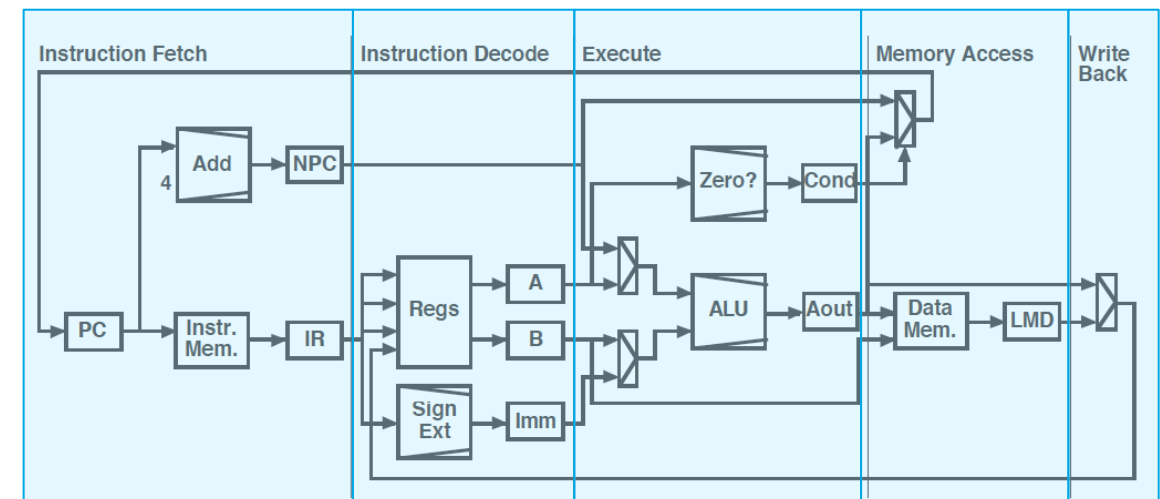 Instruction Fetch
Instruction Decode
Execute
Memory Access
Write
Back
Add
4
NPC
Zero?
Cond
PC
Instr.
Mem.
IR
Regs
A
B
Sign
Ext
Imm
ALU
Aout
Data
Mem.
LMD